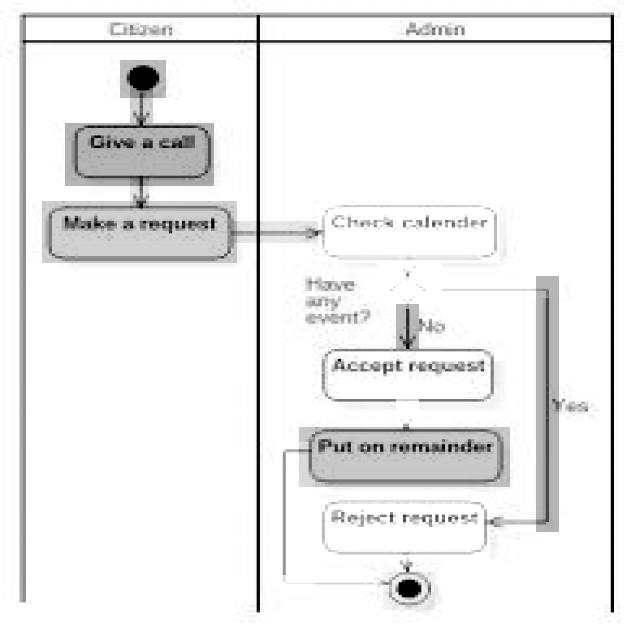 Citizen
Admin
Give a call
Make a request
Check calender
Have
any
event?
No
Accept request
Yes
Put on remainder
Reject request